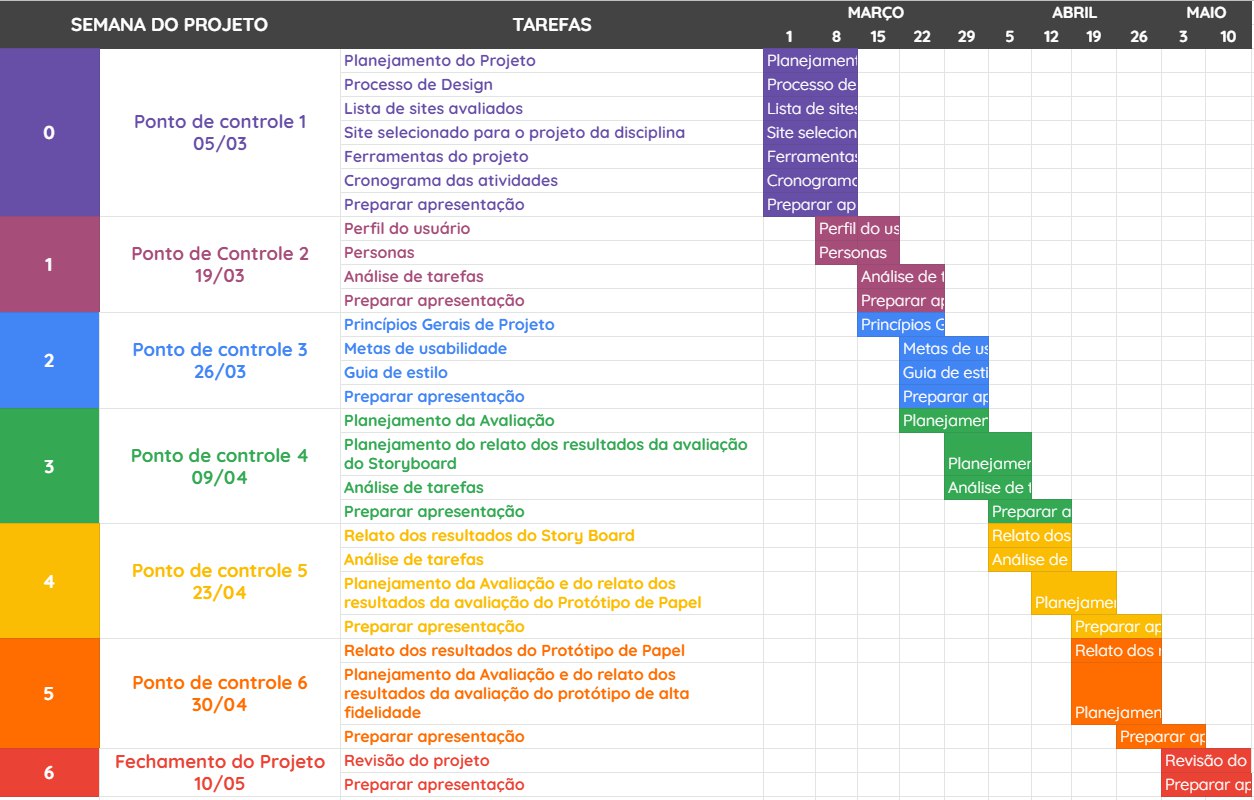 SEMANA DO PROJETO TAREFAS MARÇO ABRIL MAIO
1 8 15 22 29 5 12 19 26 3 10
0
Ponto de controle 1
05/03
Planejamento do Projeto Planejament
Processo de Design Processo de
Lista de sites avaliados Lista de sites
Site selecionado para o projeto da disciplina Site selecion
Ferramentas do projeto Ferramentas
Cronograma das atividades Cronograma
Preparar apresentação Preparar ap
1
Ponto de Controle 2
19/03
Perfil do usuário Perfil do us
Personas Personas
Análise de tarefas Análise de t
Preparar apresentação Preparar ap
2
Ponto de controle 3
26/03
Princípios Gerais de Projeto Princípios G
Metas de usabilidade Metas de us
Guia de estilo Guia de esti
Preparar apresentação Preparar ap
3
Ponto de controle 4
09/04
Planejamento da Avaliação Planejamen
Planejamento do relato dos resultados da avaliação
do Storyboard Planejamen
Análise de tarefas Análise de t
Preparar apresentação Preparar a
4
Ponto de controle 5
23/04
Relato dos resultados do Story Board Relato dos
Análise de tarefas Análise de
Planejamento da Avaliação e do relato dos
resultados da avaliação do Protótipo de Papel Planejamen
Preparar apresentação Preparar ap
5
Ponto de controle 6
30/04
Relato dos resultados do Protótipo de Papel Relato dos r
Planejamento da Avaliação e do relato dos
resultados da avaliação do protótipo de alta
fidelidade Planejamen
Preparar apresentação Preparar ap
6
Fechamento do Projeto
10/05
Revisão do projeto Revisão do
Preparar apresentação Preparar ap